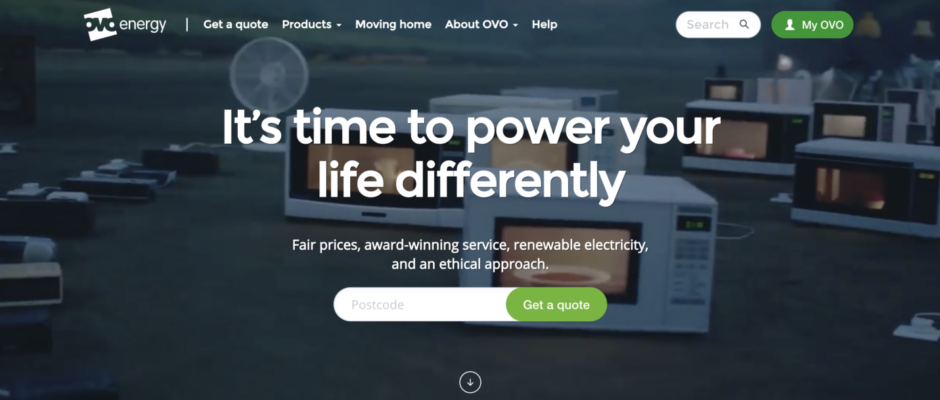 ovo energy | Get a quote Products Moving home About OVO Help Search My OVO
It's time to power your
life differently
Fair prices, award-winning service, renewable electricity,
and an ethical approach.
Postcode Get a quote